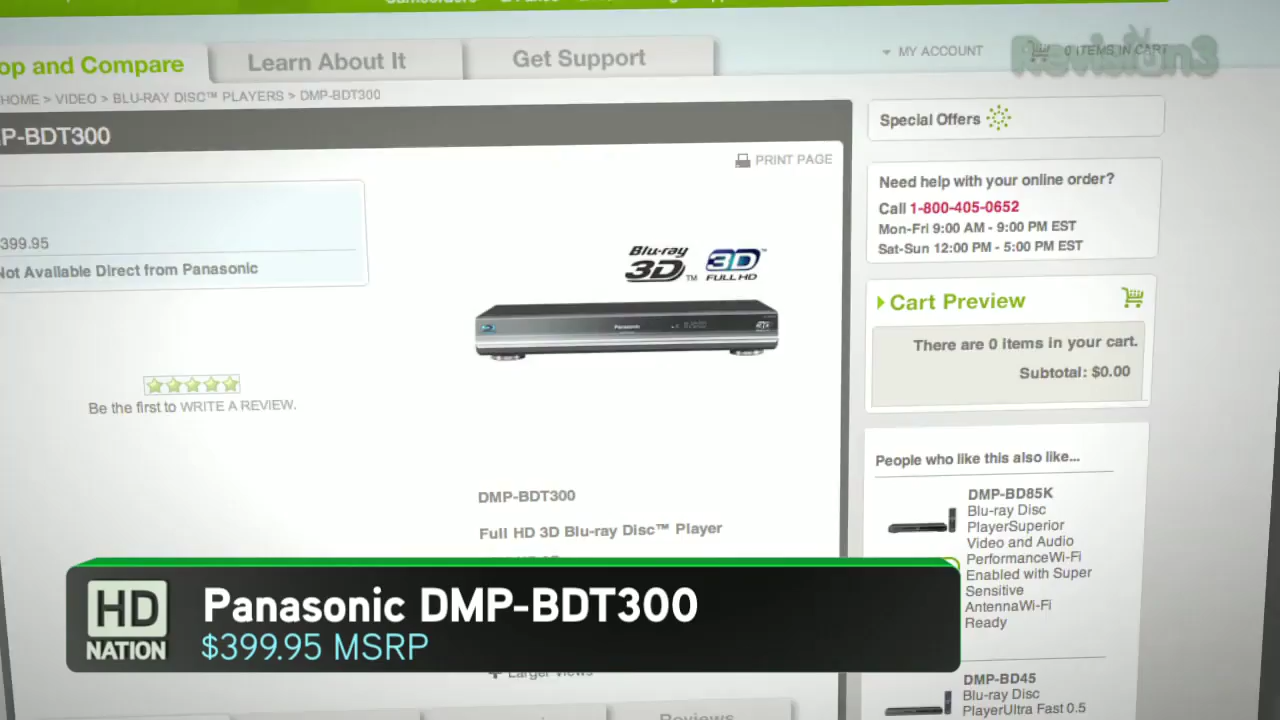 op and Compare
Learn About It
Get Support
MY ACCOUNT
0 ITEMS IN CART
Revision3
HOME > VIDEO > BLU-RAY DISC™ PLAYERS > DMP-BDT300
P-BDT300
PRINT PAGE
399.95
Not Available Direct from Panasonic
Blu-ray
3D™
3D™
FULL HD
Panasonic
Be the first to WRITE A REVIEW.
DMP-BDT300
Full HD 3D Blu-ray Disc™ Player
Larger Views
Reviews
Special Offers
Need help with your online order?
Call 1-800-405-0652
Mon-Fri 9:00 AM - 9:00 PM EST
Sat-Sun 12:00 PM - 5:00 PM EST
Cart Preview
There are 0 items in your cart.
Subtotal: $0.00
People who like this also like...
DMP-BD85K
Blu-ray Disc
PlayerSuperior
Video and Audio
PerformanceWi-Fi
Enabled with Super
Sensitive
AntennaWi-Fi
Ready
DMP-BD45
Blu-ray Disc
PlayerUltra Fast 0.5
HD
NATION
Panasonic DMP-BDT300
$399.95 MSRP